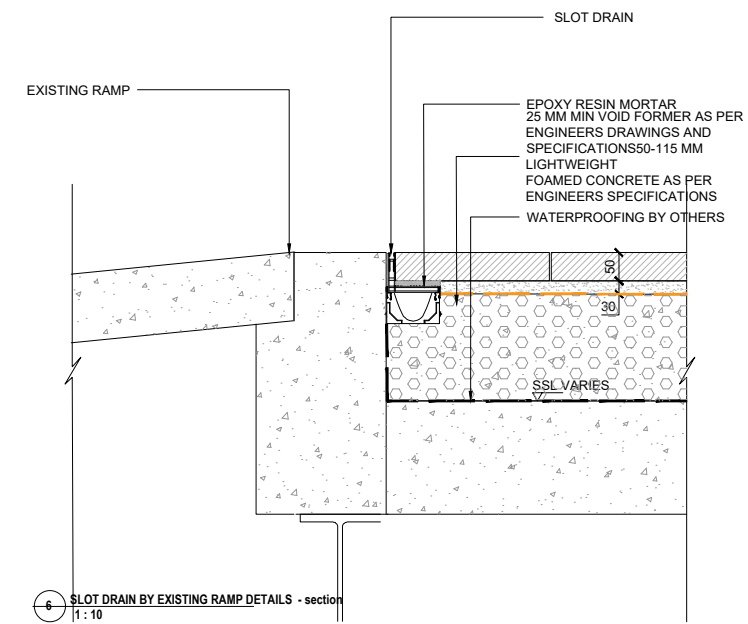 SLOT DRAIN
EXISTING RAMP
EPOXY RESIN MORTAR
25 MM MIN VOID FORMER AS PER
ENGINEERS DRAWINGS AND
SPECIFICATIONS50-115 MM
LIGHTWEIGHT
FOAMED CONCRETE AS PER
ENGINEERS SPECIFICATIONS
WATERPROOFING BY OTHERS
50
30
SSL VARIES
6 SLOT DRAIN BY EXISTING RAMP DETAILS - section
1 : 10